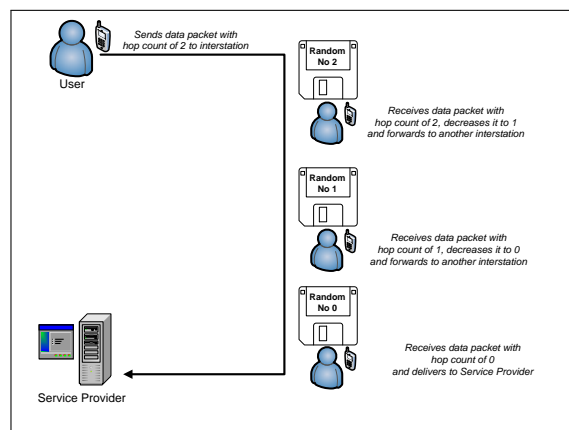 Sends data packet with
hop count of 2 to interstation
User
Random
No 2
Receives data packet with
hop count of 2, decreases it to 1
and forwards to another interstation
Random
No 1
Receives data packet with
hop count of 1, decreases it to 0
and forwards to another interstation
Random
No 0
Receives data packet with
hop count of 0
and delivers to Service Provider
Service Provider